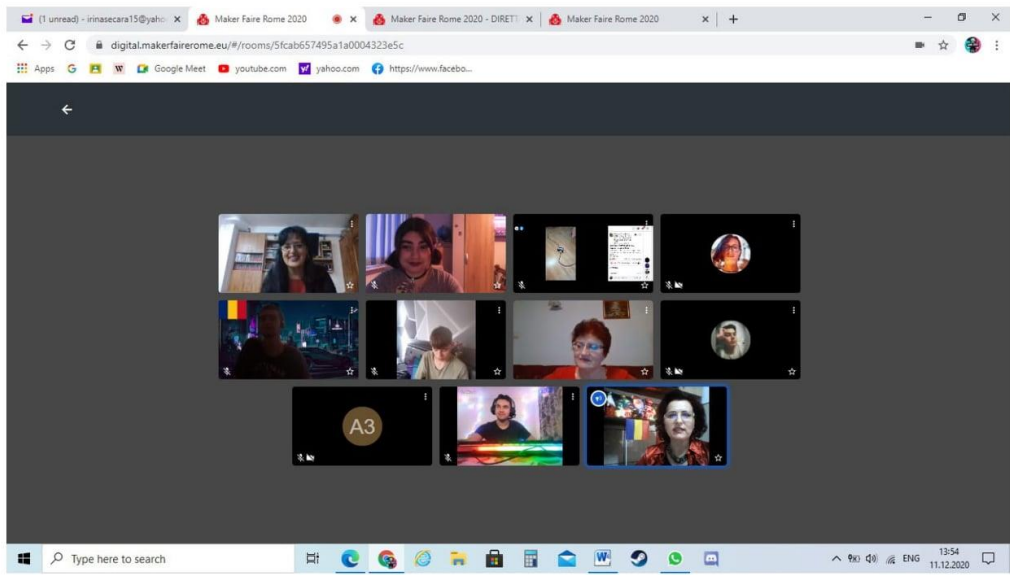 (1 unread) - irinasecara15@yaho
Maker Faire Rome 2020
Maker Faire Rome 2020 - DIRETT
Maker Faire Rome 2020
digital.makerfairerome.eu/#/rooms/5fcab657495a1a0004323e5c
Apps
Google Meet
youtube.com
yahoo.com
https://www.facebo...
A3
Type here to search
ENG
13:54
11.12.2020